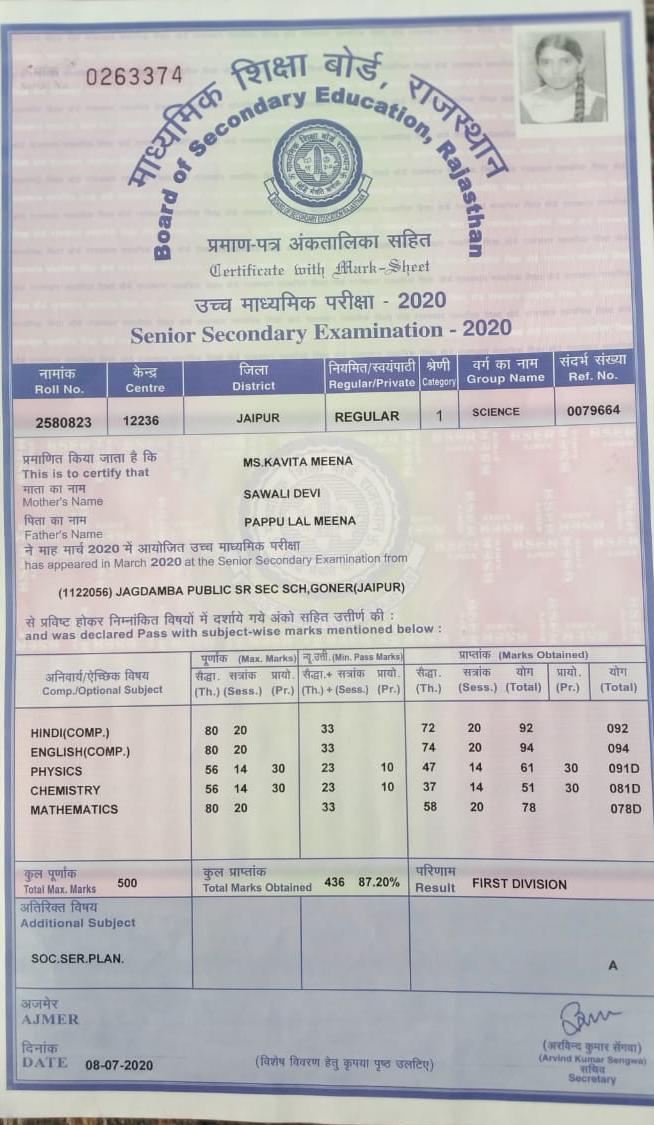 क्रमांक
Serial No. 0263374
माध्यमिक शिक्षा बोर्ड, राजस्थान
Board of Secondary Education, Rajasthan
प्रमाण-पत्र अंकतालिका सहित
Certificate with Mark-Sheet
उच्च माध्यमिक परीक्षा - 2020
Senior Secondary Examination - 2020
नामांक केन्द्र जिला नियमित/स्वयंपाठी श्रेणी वर्ग का नाम संदर्भ संख्या
Roll No. Centre District Regular/Private Category Group Name Ref. No.
2580823 12236 JAIPUR REGULAR 1 SCIENCE 0079664
प्रमाणित किया जाता है कि MS.KAVITA MEENA
This is to certify that
माता का नाम SAWALI DEVI
Mother's Name
पिता का नाम PAPPU LAL MEENA
Father's Name
ने माह मार्च 2020 में आयोजित उच्च माध्यमिक परीक्षा
has appeared in March 2020 at the Senior Secondary Examination from
(1122056) JAGDAMBA PUBLIC SR SEC SCH,GONER(JAIPUR)
से प्रविष्ट होकर निम्नांकित विषयों में दर्शाये गये अंको सहित उत्तीर्ण की :
and was declared Pass with subject-wise marks mentioned below :
पूर्णांक (Max. Marks) न्यू.उत्ती.(Min. Pass Marks) प्राप्तांक (Marks Obtained)
अनिवार्य/ऐच्छिक विषय सैद्धा. सत्रांक प्रायो. सैद्धा.+ सत्रांक प्रायो. सैद्धा. सत्रांक योग प्रायो. योग
Comp./Optional Subject (Th.) (Sess.) (Pr.) (Th.) + (Sess.) (Pr.) (Th.) (Sess.) (Total) (Pr.) (Total)
HINDI(COMP.) 80 20 33 72 20 92 092
ENGLISH(COMP.) 80 20 33 74 20 94 094
PHYSICS 56 14 30 23 10 47 14 61 30 091D
CHEMISTRY 56 14 30 23 10 37 14 51 30 081D
MATHEMATICS 80 20 33 58 20 78 078D
कुल पूर्णांक 500 कुल प्राप्तांक 436 87.20% परिणाम FIRST DIVISION
Total Max. Marks Total Marks Obtained Result
अतिरिक्त विषय
Additional Subject
SOC.SER.PLAN. A
अजमेर
AJMER
दिनांक
DATE 08-07-2020 (विशेष विवरण हेतु कृपया पृष्ठ उलटिए)
(अरविन्द कुमार सेंगवा)
(Arvind Kumar Sengwa)
सचिव
Secretary